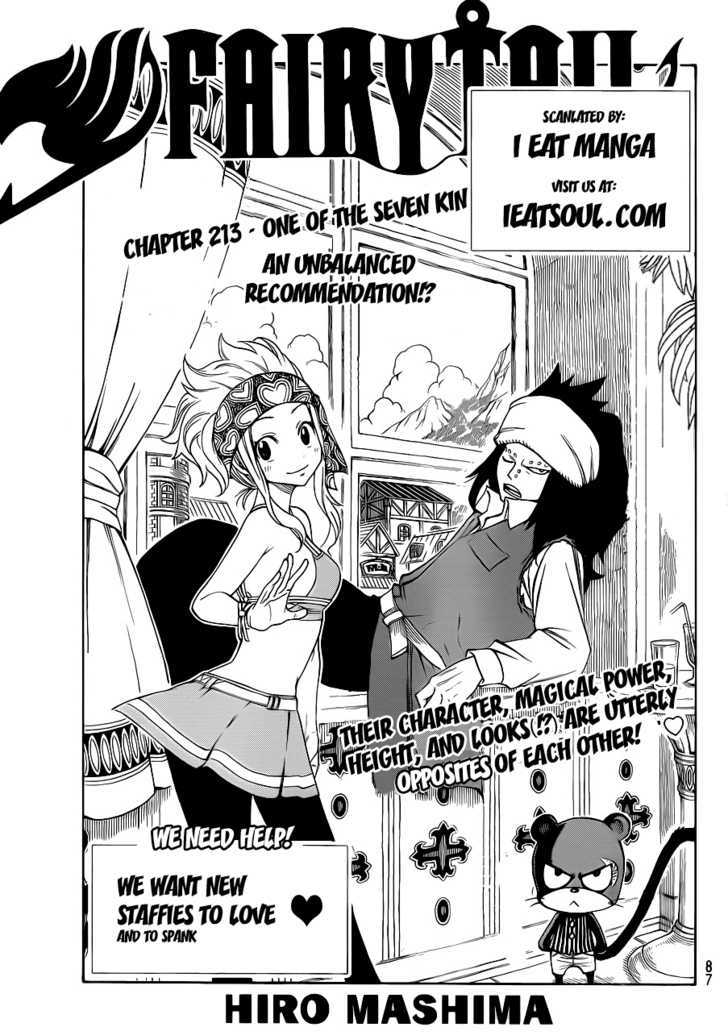 FAIRY TAIL
SCANLATED BY:
I EAT MANGA
VISIT US AT:
IEATSOUL.COM
CHAPTER 213 - ONE OF THE SEVEN KIN
AN UNBALANCED
RECOMMENDATION!?
THEIR CHARACTER, MAGICAL POWER,
HEIGHT, AND LOOKS(!?) ARE UTTERLY
OPPOSITES OF EACH OTHER!
WE NEED HELP!
WE WANT NEW
STAFFIES TO LOVE ♥
AND TO SPANK
87
HIRO MASHIMA